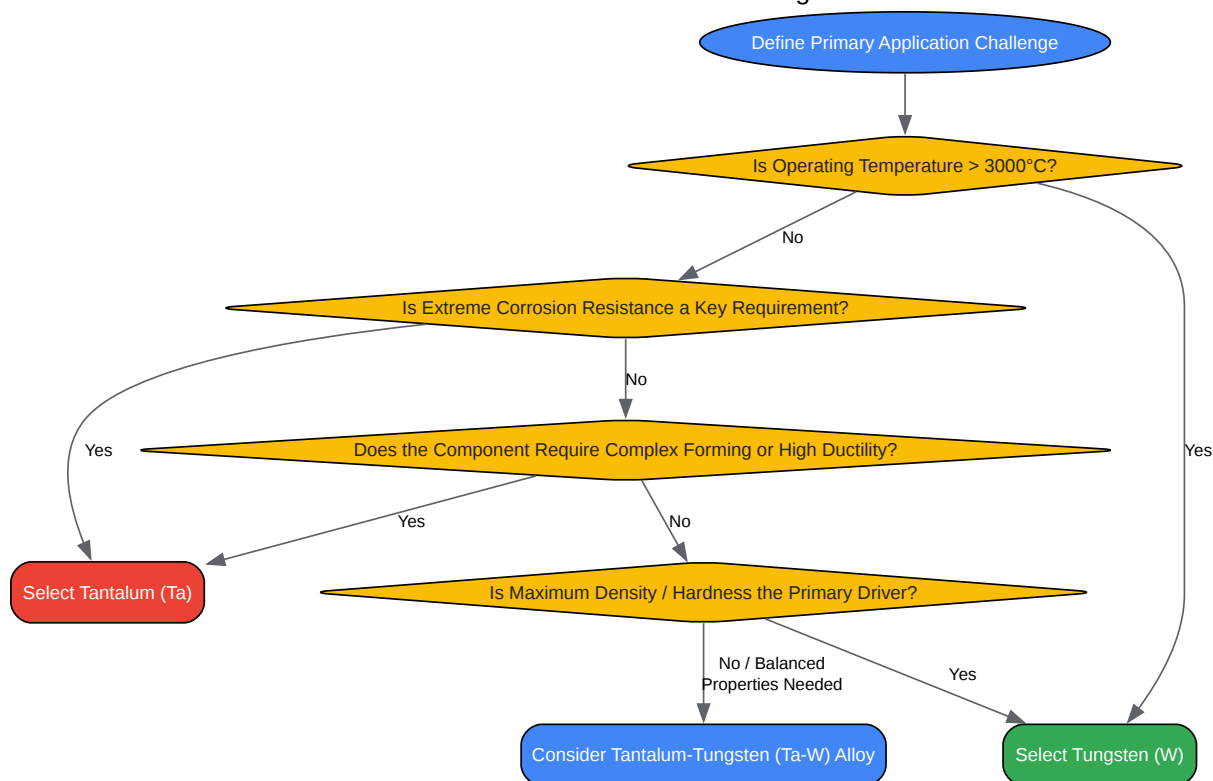 Define Primary Application Challenge
Is Operating Temperature > 3000°C?
No
Is Extreme Corrosion Resistance a Key Requirement?
No
Yes
Does the Component Require Complex Forming or High Ductility?
Yes
Yes
No
Select Tantalum (Ta)
Is Maximum Density / Hardness the Primary Driver?
No / Balanced
Properties Needed
Yes
Consider Tantalum-Tungsten (Ta-W) Alloy
Select Tungsten (W)